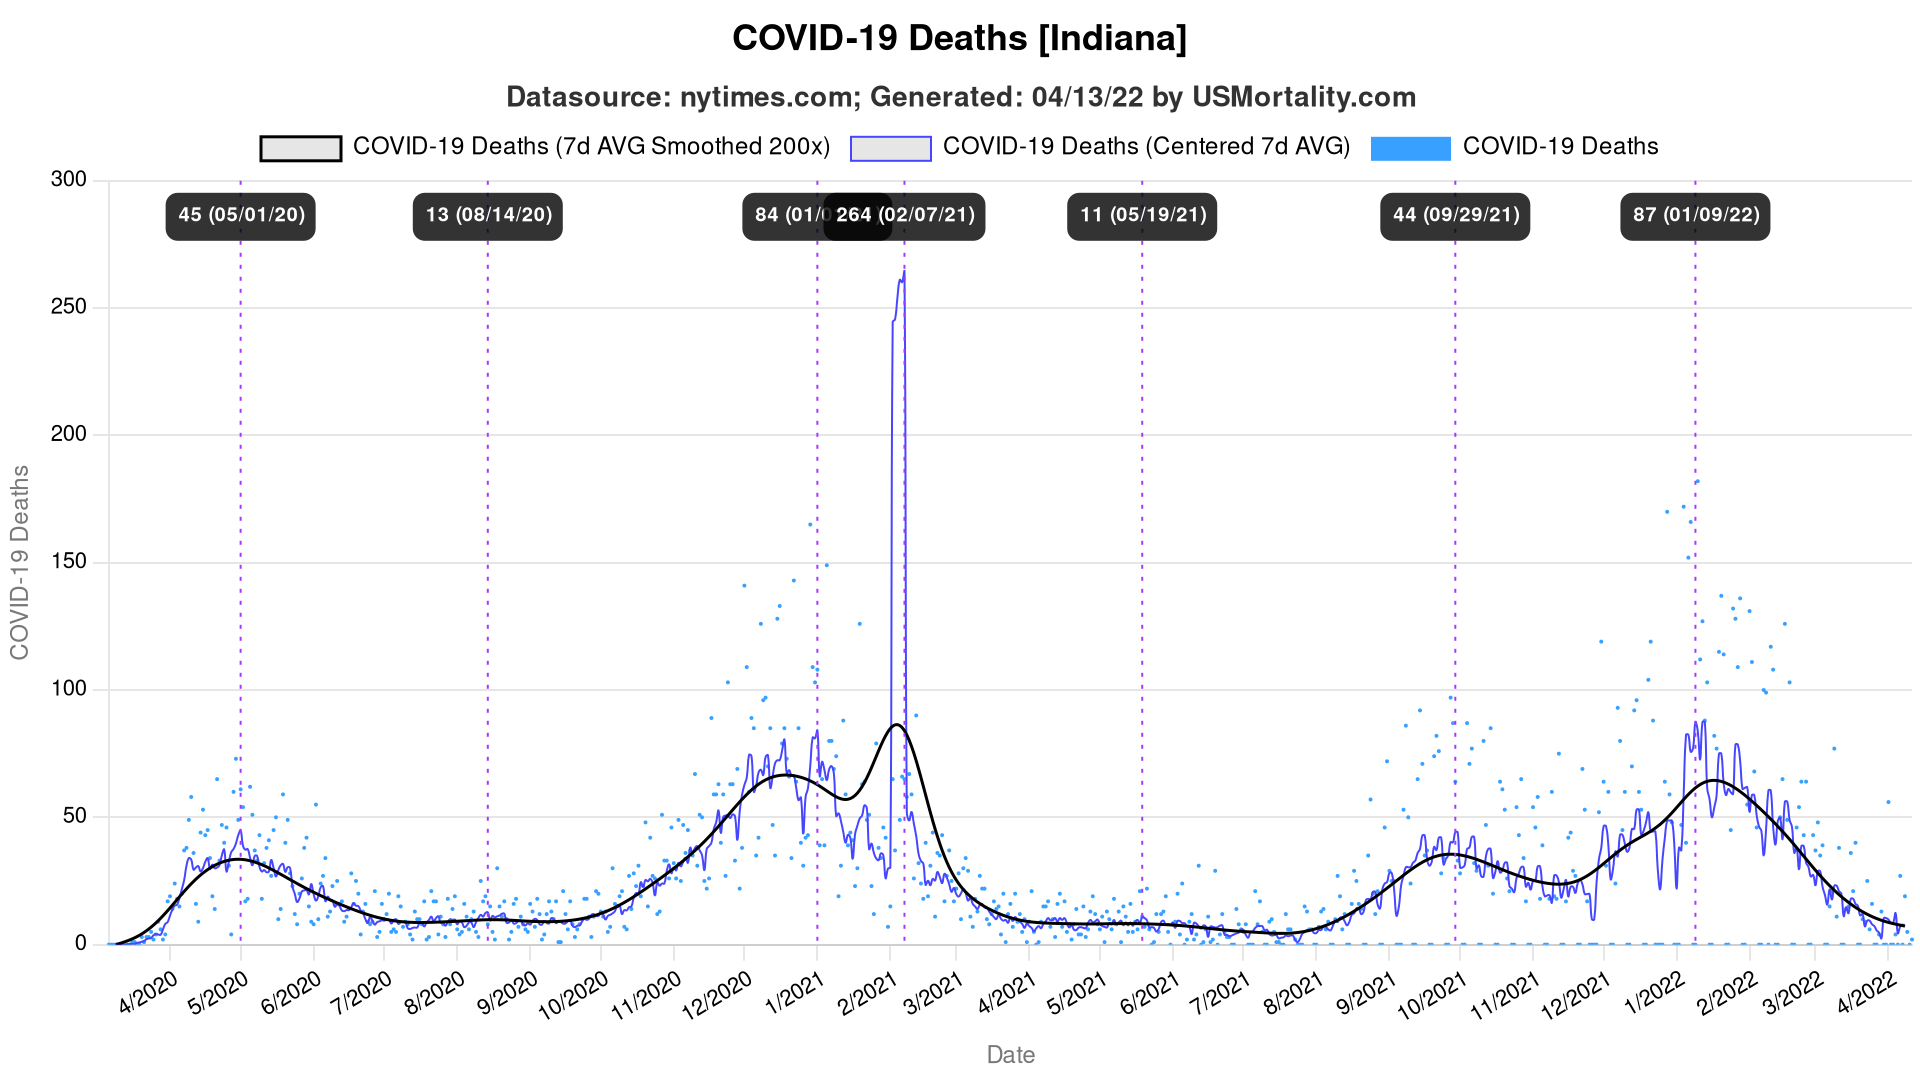 COVID-19 Deaths [Indiana]
Datasource: nytimes.com; Generated: 04/13/22 by USMortality.com
COVID-19 Deaths (7d AVG Smoothed 200x) COVID-19 Deaths (Centered 7d AVG) COVID-19 Deaths
300
45 (05/01/20) 13 (08/14/20) 84 264 (02/07/21) 11 (05/19/21) 44 (09/29/21) 87 (01/09/22)
250
200
150
100
50
0
COVID-19 Deaths
4/2020 5/2020 6/2020 7/2020 8/2020 9/2020 10/2020 11/2020 12/2020 1/2021 2/2021 3/2021 4/2021 5/2021 6/2021 7/2021 8/2021 9/2021 10/2021 11/2021 12/2021 1/2022 2/2022 3/2022 4/2022
Date